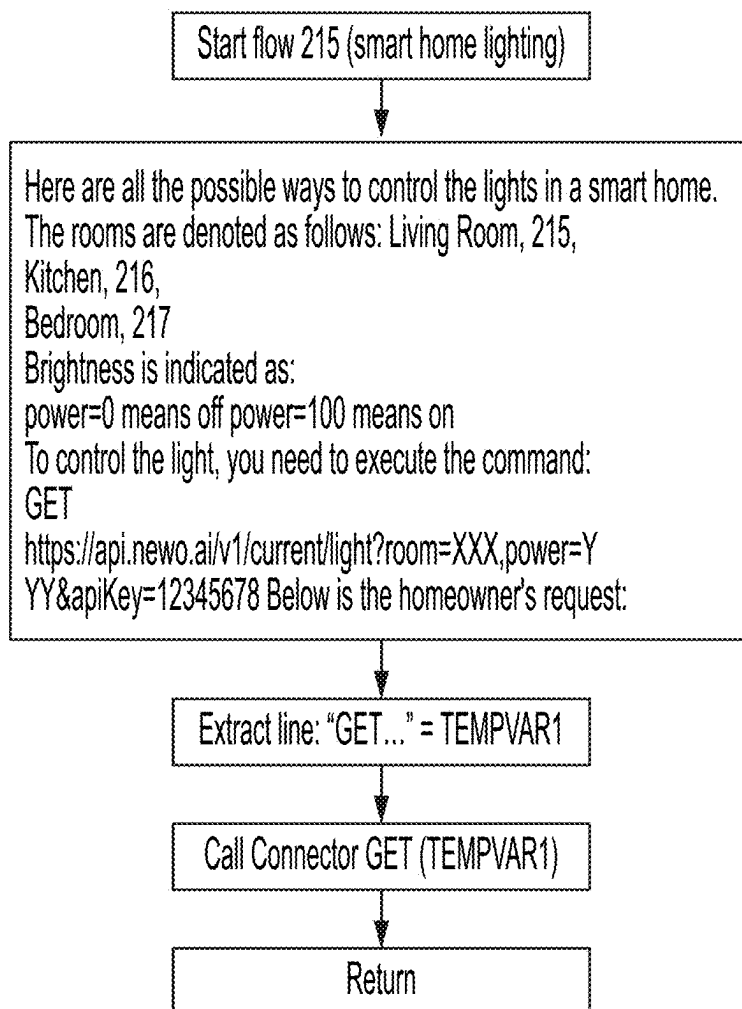 Start flow 215 (smart home lighting)
Here are all the possible ways to control the lights in a smart home.
The rooms are denoted as follows: Living Room, 215,
Kitchen, 216,
Bedroom, 217
Brightness is indicated as:
power=0 means off power=100 means on
To control the light, you need to execute the command:
GET
https://api.newo.ai/v1/current/light?room=XXX,power=Y
YY&apiKey=12345678 Below is the homeowner's request:
Extract line: “GET...” = TEMPVAR1
Call Connector GET (TEMPVAR1)
Return